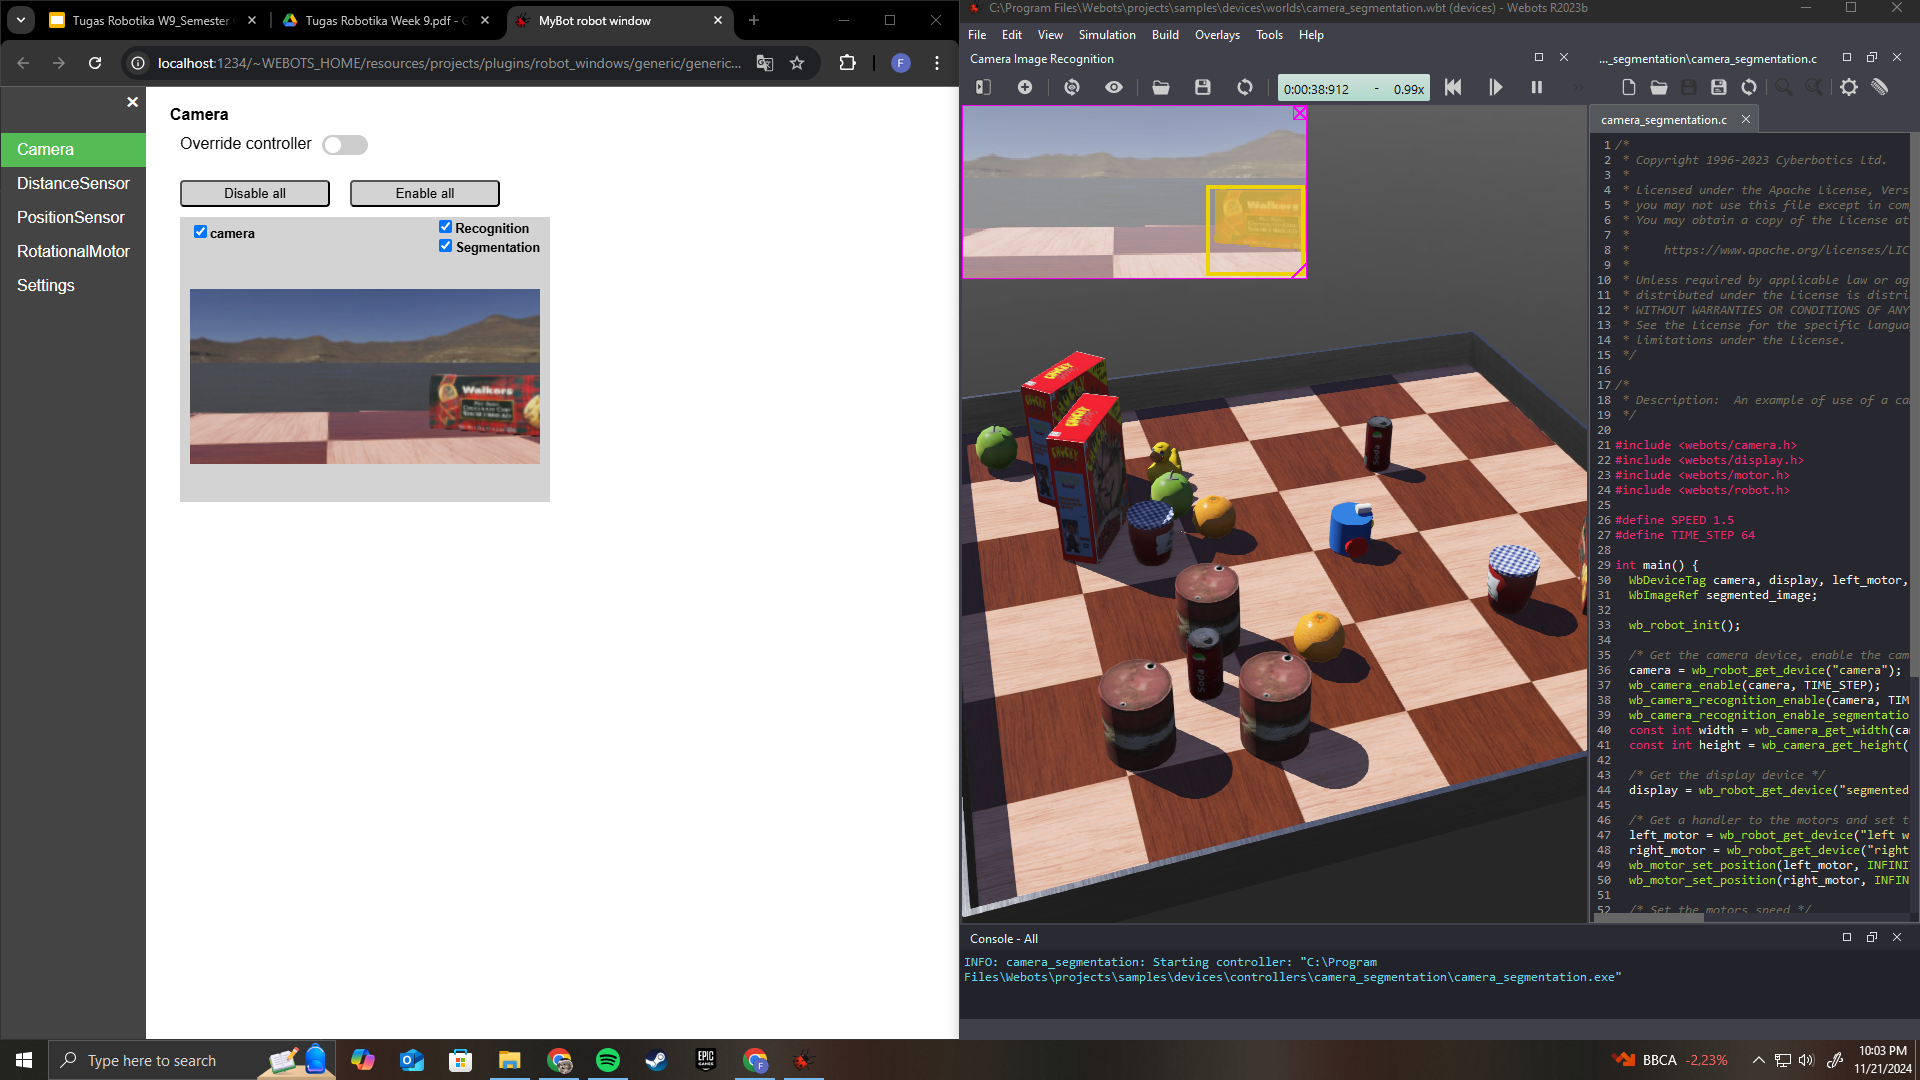 Tugas Robotika W9_Semester
Tugas Robotika Week 9.pdf - G
MyBot robot window
localhost:1234/~WEBOTS_HOME/resources/projects/plugins/robot_windows/generic/generic...
F
Camera
DistanceSensor
PositionSensor
RotationalMotor
Settings
Camera
Override controller
Disable all
Enable all
camera
Recognition
Segmentation
Walkers
C:\Program Files\Webots\projects\samples\devices\worlds\camera_segmentation.wbt (devices) - Webots R2023b
File Edit View Simulation Build Overlays Tools Help
Camera Image Recognition
0:00:38:912 - 0.99x
Walkers
Soda
Soda
..._segmentation\camera_segmentation.c
camera_segmentation.c
1 /*
2 * Copyright 1996-2023 Cyberbotics Ltd.
3 *
4 * Licensed under the Apache License, Vers
5 * you may not use this file except in com
6 * You may obtain a copy of the License at
7 *
8 * https://www.apache.org/licenses/LIC
9 *
10 * Unless required by applicable law or ag
11 * distributed under the License is distri
12 * WITHOUT WARRANTIES OR CONDITIONS OF ANY
13 * See the License for the specific langua
14 * limitations under the License.
15 */
16
17 /*
18 * Description: An example of use of a ca
19 */
20
21 #include <webots/camera.h>
22 #include <webots/display.h>
23 #include <webots/motor.h>
24 #include <webots/robot.h>
25
26 #define SPEED 1.5
27 #define TIME_STEP 64
28
29 int main() {
30 WbDeviceTag camera, display, left_motor,
31 WbImageRef segmented_image;
32
33 wb_robot_init();
34
35 /* Get the camera device, enable the cam
36 camera = wb_robot_get_device("camera");
37 wb_camera_enable(camera, TIME_STEP);
38 wb_camera_recognition_enable(camera, TIM
39 wb_camera_recognition_enable_segmentatio
40 const int width = wb_camera_get_width(ca
41 const int height = wb_camera_get_height(
42
43 /* Get the display device */
44 display = wb_robot_get_device("segmented
45
46 /* Get a handler to the motors and set t
47 left_motor = wb_robot_get_device("left w
48 right_motor = wb_robot_get_device("right
49 wb_motor_set_position(left_motor, INFINI
50 wb_motor_set_position(right_motor, INFIN
51
52 /* Set the motors speed */
Console - All
INFO: camera_segmentation: Starting controller: "C:\Program
Files\Webots\projects\samples\devices\controllers\camera_segmentation\camera_segmentation.exe"
Type here to search
EPIC GAMES
BBCA -2,23%
10:03 PM
11/21/2024